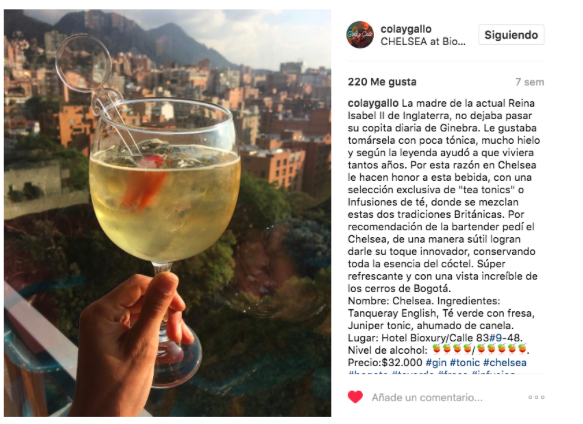 colaygallo
CHELSEA at Bio...
Siguiendo
220 Me gusta
7 sem
colaygallo La madre de la actual Reina
Isabel II de Inglaterra, no dejaba pasar
su copita diaria de Ginebra. Le gustaba
tomársela con poca tónica, mucho hielo
y según la leyenda ayudó a que viviera
tantos años. Por esta razón en Chelsea
le hacen honor a esta bebida, con una
selección exclusiva de "tea tonics" o
Infusiones de té, donde se mezclan
estas dos tradiciones Británicas. Por
recomendación de la bartender pedí el
Chelsea, de una manera sútil logran
darle su toque innovador, conservando
toda la esencia del cóctel. Súper
refrescante y con una vista increíble de
los cerros de Bogotá.
Nombre: Chelsea. Ingredientes:
Tanqueray English, Té verde con fresa,
Juniper tonic, ahumado de canela.
Lugar: Hotel Bioxury/Calle 83#9-48.
Nivel de alcohol: 🍹🍹🍹🍹/🍹🍹🍹🍹🍹.
Precio:$32.000 #gin #tonic #chelsea
Añade un comentario...